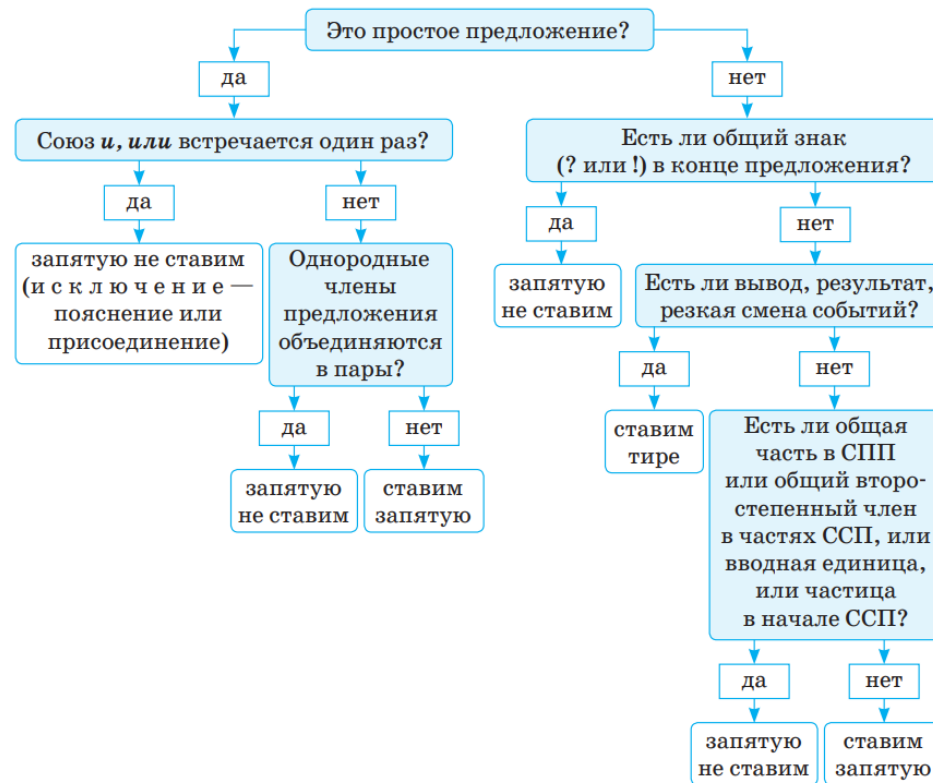 Это простое предложение?
да
нет
Союз и, или встречается один раз?
Есть ли общий знак
(? или !) в конце предложения?
да
нет
да
нет
запятую не ставим
(исключение —
пояснение или
присоединение)
Однородные
члены
предложения
объединяются
в пары?
запятую
не ставим
Есть ли вывод, результат,
резкая смена событий?
да
нет
да
нет
запятую
не ставим
ставим
запятую
ставим
тире
Есть ли общая
часть в СПП
или общий второ-
степенный член
в частях ССП, или
вводная единица,
или частица
в начале ССП?
да
нет
запятую
не ставим
ставим
запятую